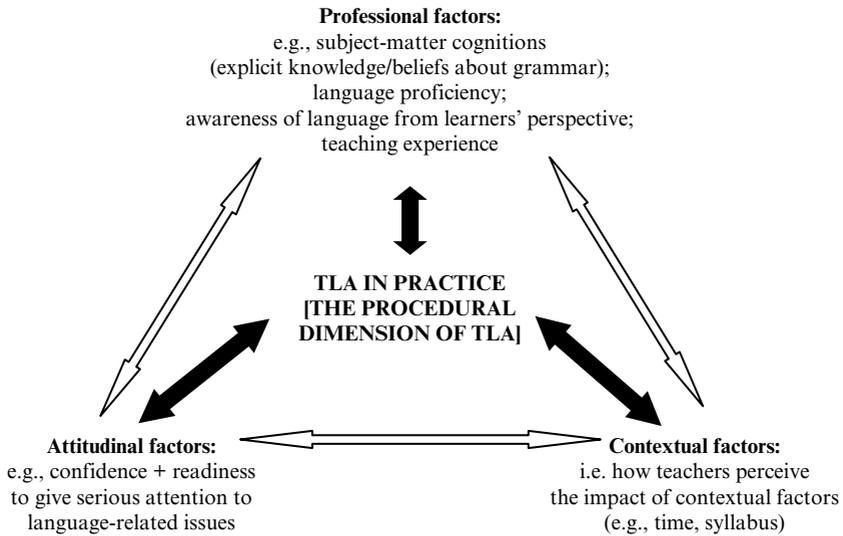 Professional factors:
e.g., subject-matter cognitions
(explicit knowledge/beliefs about grammar);
language proficiency;
awareness of language from learners’ perspective;
teaching experience
TLA IN PRACTICE
[THE PROCEDURAL
DIMENSION OF TLA]
Attitudinal factors:
e.g., confidence + readiness
to give serious attention to
language-related issues
Contextual factors:
i.e. how teachers perceive
the impact of contextual factors
(e.g., time, syllabus)